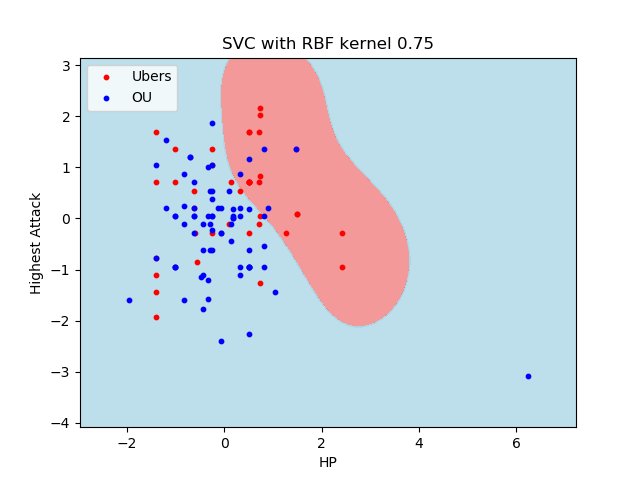 SVC with RBF kernel 0.75
Ubers
OU
3
2
1
0
−1
−2
−3
−4
Highest Attack
−2
0
2
4
6
HP